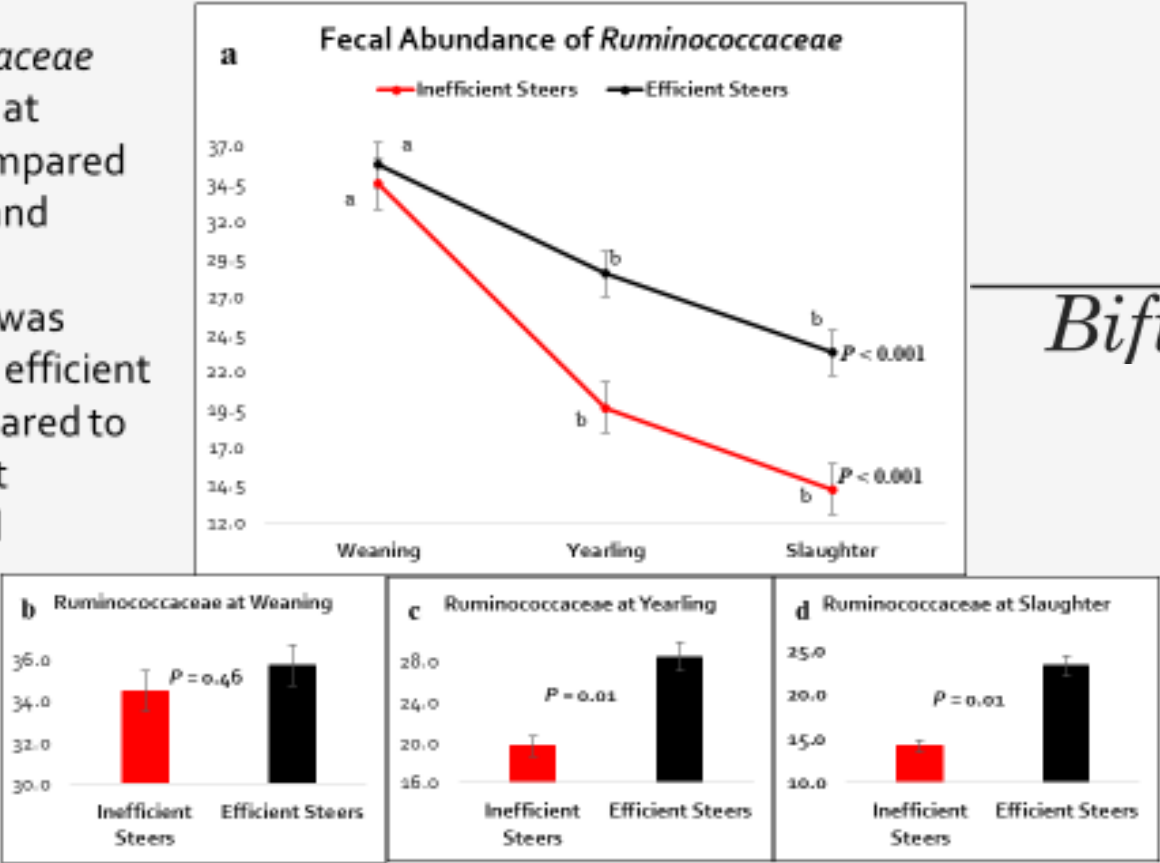 aceae
at
mpared
and
was
efficient
ared to
t
a
Fecal Abundance of Ruminococcaceae
Inefficient Steers Efficient Steers
37.0
34.5
32.0
29.5
27.0
24.5
22.0
19.5
17.0
14.5
12.0
a
a
b
b
b
b
P < 0.001
P < 0.001
Weaning Yearling Slaughter
Bif
b Ruminococcaceae at Weaning
36.0
34.0
32.0
30.0
P = 0.46
Inefficient Steers
Efficient Steers
c Ruminococcaceae at Yearling
28.0
24.0
20.0
16.0
P = 0.01
Inefficient Steers
Efficient Steers
d Ruminococcaceae at Slaughter
25.0
20.0
15.0
10.0
P = 0.01
Inefficient Steers
Efficient Steers